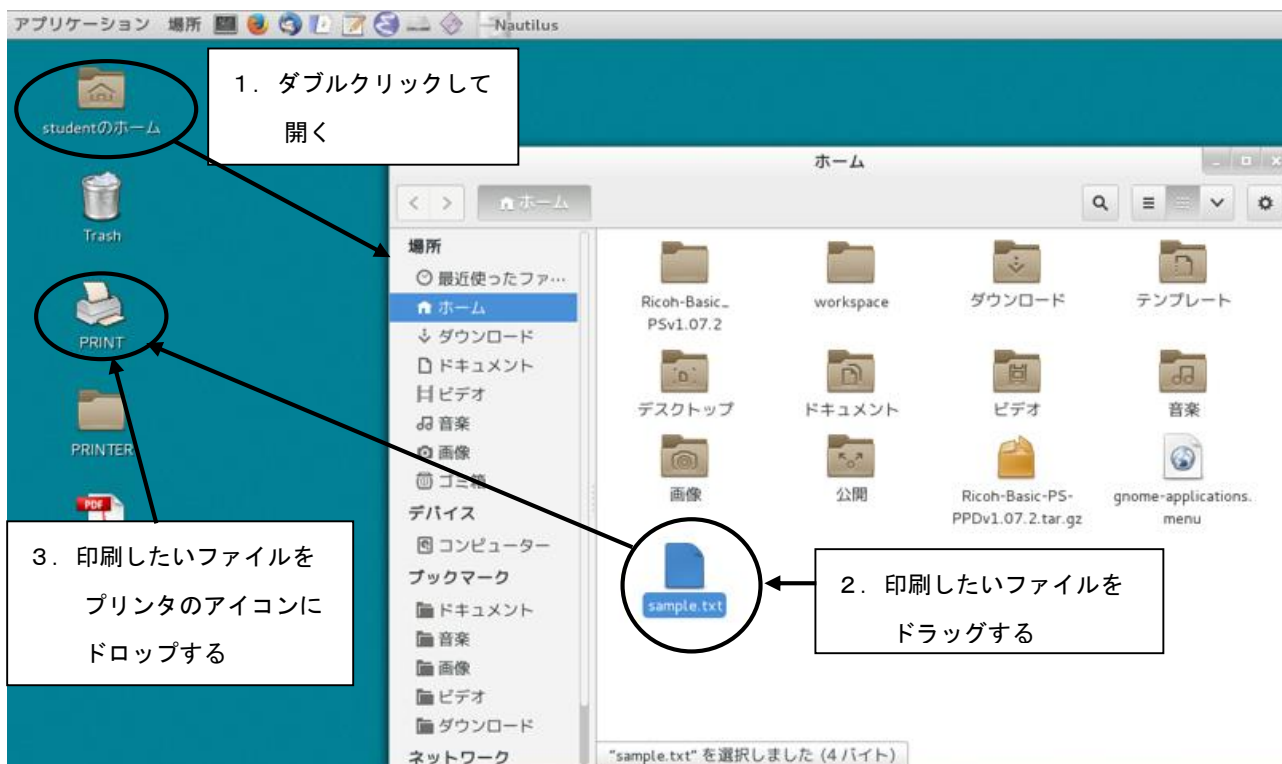 アプリケーション 場所 Nautilus
studentのホーム
Trash
PRINT
PRINTER
PDF
1. ダブルクリックして
開く
ホーム
ホーム
場所
最近使ったファ…
ホーム
ダウンロード
ドキュメント
ビデオ
音楽
画像
ゴミ箱
デバイス
コンピューター
ブックマーク
ドキュメント
音楽
画像
ビデオ
ダウンロード
ネットワーク
Ricoh-Basic_
PSv1.07.2
workspace
ダウンロード
テンプレート
デスクトップ
ドキュメント
ビデオ
音楽
画像
公開
Ricoh-Basic-PS-
PPDv1.07.2.tar.gz
gnome-applications.
menu
sample.txt
2. 印刷したいファイルを
ドラッグする
3. 印刷したいファイルを
プリンタのアイコンに
ドロップする
"sample.txt" を選択しました (4 バイト)